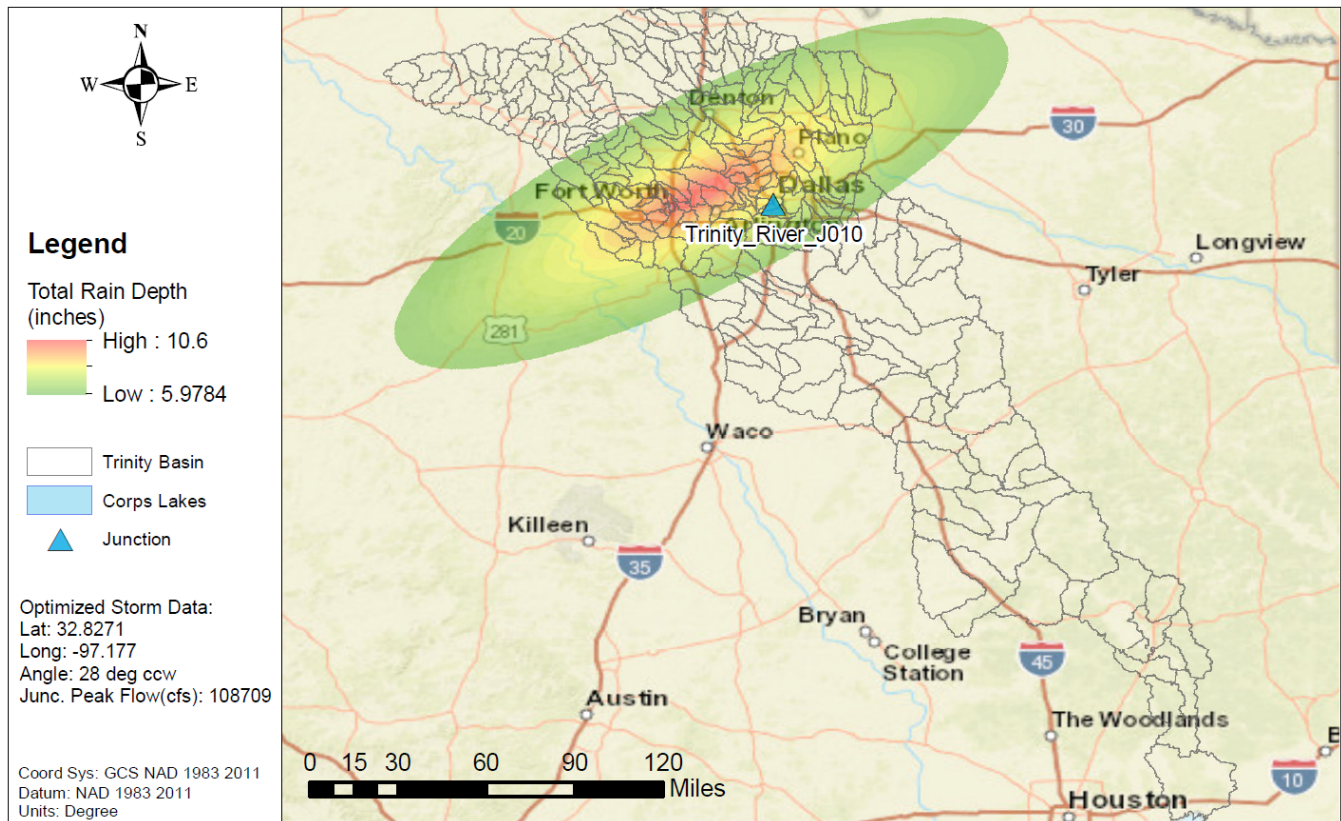 N
W
E
S
Legend
Total Rain Depth
(inches)
High : 10.6
Low : 5.9784
Trinity Basin
Corps Lakes
Junction
Optimized Storm Data:
Lat: 32.8271
Long: -97.177
Angle: 28 deg ccw
Junc. Peak Flow(cfs): 108709
Coord Sys: GCS NAD 1983 2011
Datum: NAD 1983 2011
Units: Degree
Denton
30
Plano
Fort Worth
Dallas
20
Arlington
Trinity_River_J010
Longview
Tyler
281
Waco
Killeen
35
Bryan
College
Station
45
Austin
The Woodlands
B
10
Houston
0 15 30 60 90 120
Miles